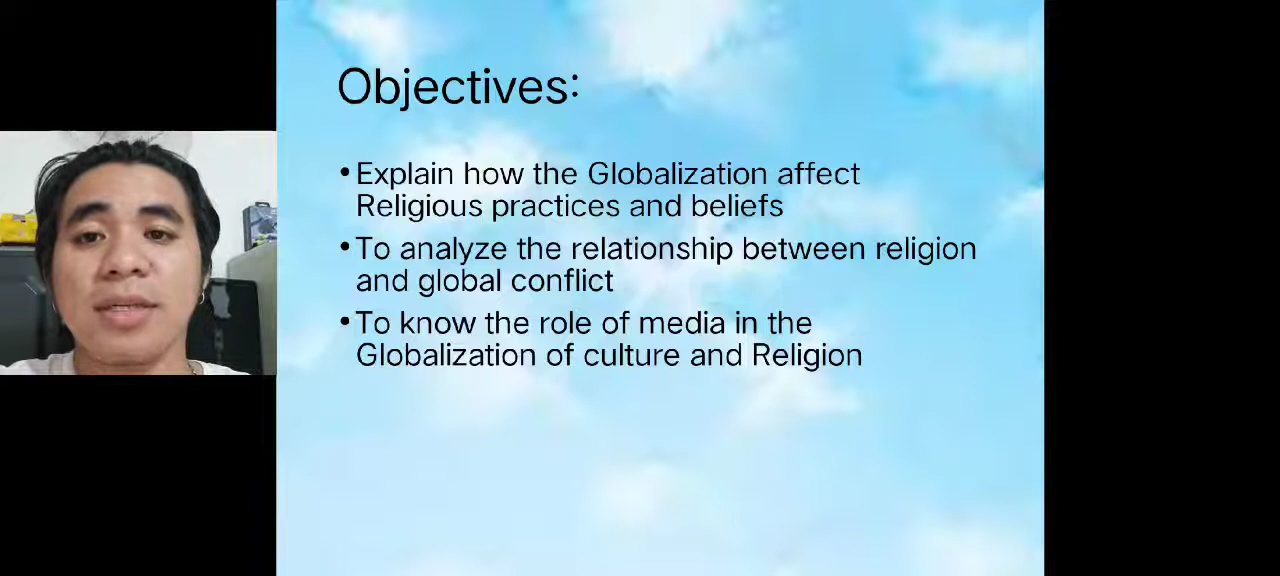 Objectives:
•Explain how the Globalization affect
Religious practices and beliefs
•To analyze the relationship between religion
and global conflict
•To know the role of media in the
Globalization of culture and Religion